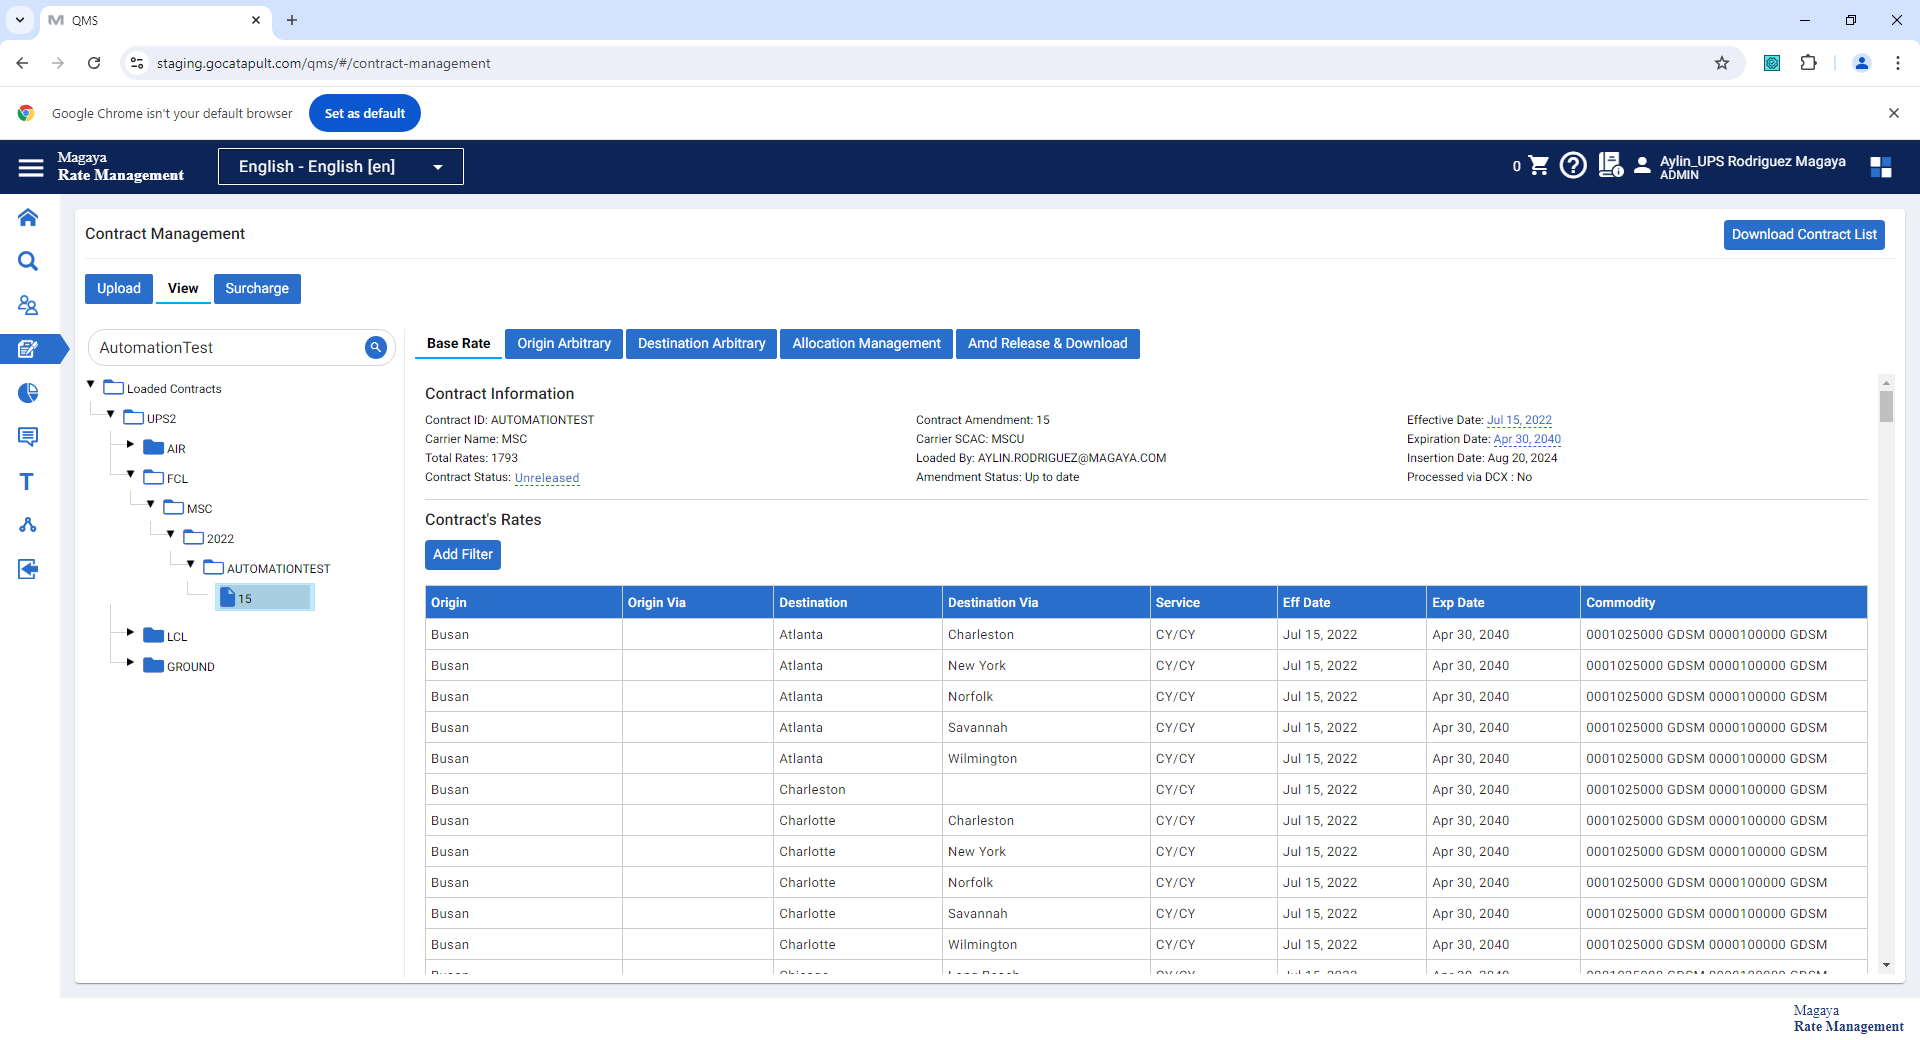 QMS
staging.gocatapult.com/qms/#/contract-management
Google Chrome isn't your default browser
Set as default
Magaya
Rate Management
English - English [en]
0
Aylin_UPS Rodriguez Magaya
ADMIN
Contract Management
Download Contract List
Upload
View
Surcharge
AutomationTest
Loaded Contracts
UPS2
AIR
FCL
MSC
2022
AUTOMATIONTEST
15
LCL
GROUND
Base Rate
Origin Arbitrary
Destination Arbitrary
Allocation Management
Amd Release & Download
Contract Information
Contract ID: AUTOMATIONTEST
Contract Amendment: 15
Effective Date: Jul 15, 2022
Carrier Name: MSC
Carrier SCAC: MSCU
Expiration Date: Apr 30, 2040
Total Rates: 1793
Loaded By: AYLIN.RODRIGUEZ@MAGAYA.COM
Insertion Date: Aug 20, 2024
Contract Status: Unreleased
Amendment Status: Up to date
Processed via DCX : No
Contract's Rates
Add Filter
Origin Origin Via Destination Destination Via Service Eff Date Exp Date Commodity
Busan Atlanta Charleston CY/CY Jul 15, 2022 Apr 30, 2040 0001025000 GDSM 0000100000 GDSM
Busan Atlanta New York CY/CY Jul 15, 2022 Apr 30, 2040 0001025000 GDSM 0000100000 GDSM
Busan Atlanta Norfolk CY/CY Jul 15, 2022 Apr 30, 2040 0001025000 GDSM 0000100000 GDSM
Busan Atlanta Savannah CY/CY Jul 15, 2022 Apr 30, 2040 0001025000 GDSM 0000100000 GDSM
Busan Atlanta Wilmington CY/CY Jul 15, 2022 Apr 30, 2040 0001025000 GDSM 0000100000 GDSM
Busan Charleston CY/CY Jul 15, 2022 Apr 30, 2040 0001025000 GDSM 0000100000 GDSM
Busan Charlotte Charleston CY/CY Jul 15, 2022 Apr 30, 2040 0001025000 GDSM 0000100000 GDSM
Busan Charlotte New York CY/CY Jul 15, 2022 Apr 30, 2040 0001025000 GDSM 0000100000 GDSM
Busan Charlotte Norfolk CY/CY Jul 15, 2022 Apr 30, 2040 0001025000 GDSM 0000100000 GDSM
Busan Charlotte Savannah CY/CY Jul 15, 2022 Apr 30, 2040 0001025000 GDSM 0000100000 GDSM
Busan Charlotte Wilmington CY/CY Jul 15, 2022 Apr 30, 2040 0001025000 GDSM 0000100000 GDSM
Magaya
Rate Management